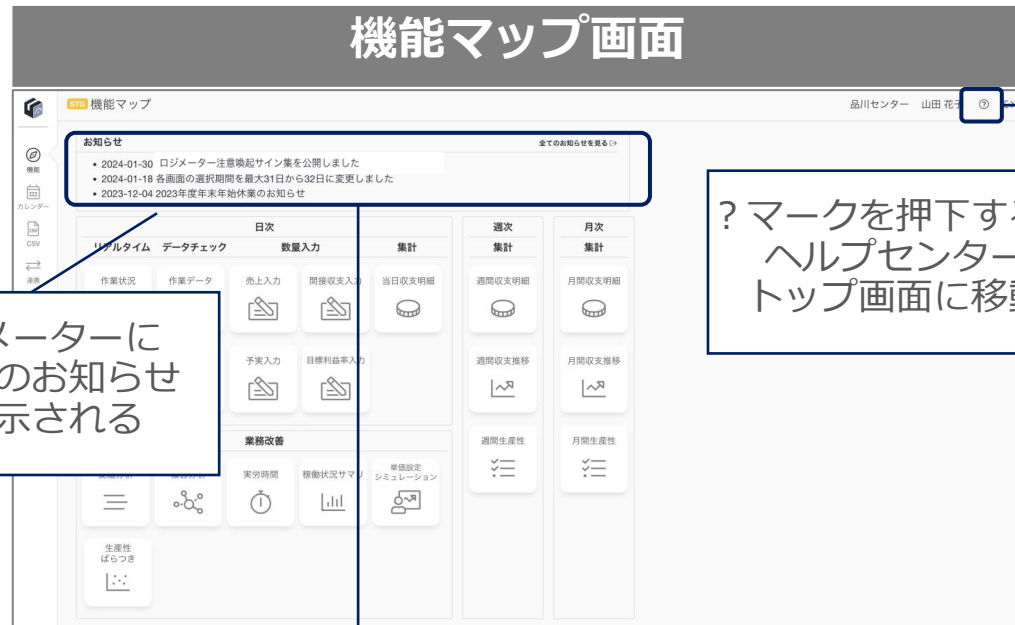 機能マップ画面
STG 機能マップ
品川センター 山田 花子
お知らせ
全てのお知らせを見る
• 2024-01-30 ロジメーター注意喚起サイン集を公開しました
• 2024-01-18 各画面の選択期間を最大31日から32日に変更しました
• 2023-12-04 2023年度年末年始休業のお知らせ
機能
カレンダー
CSV
CSV
連携
日次
週次
月次
リアルタイム データチェック 数量入力 集計
集計
集計
作業状況 作業データ 売上入力 間接収支入力 当日収支明細
週間収支明細
月間収支明細
予実入力 目標利益率入力
週間収支推移
月間収支推移
業務改善
週間生産性
月間生産性
実労時間 稼働状況サマリ 単価設定
シミュレーション
生産性
ばらつき
メーターに
のお知らせ
示される
？マークを押下する
ヘルプセンター
トップ画面に移動